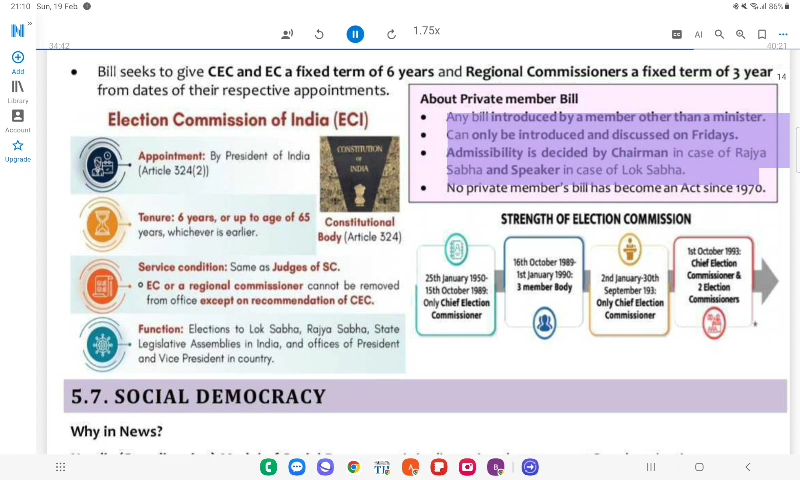 21:10 Sun, 19 Feb
86%
N
»
1.75x
CC
AI
34:42
40:21
Add
Library
Account
Upgrade
14
• Bill seeks to give CEC and EC a fixed term of 6 years and Regional Commissioners a fixed term of 3 year
from dates of their respective appointments.
Election Commission of India (ECI)
Appointment: By President of India
(Article 324(2))
CONSTITUTION
OF
INDIA
Constitutional
Body (Article 324)
Tenure: 6 years, or up to age of 65
years, whichever is earlier.
Service condition: Same as Judges of SC.
o EC or a regional commissioner cannot be removed
from office except on recommendation of CEC.
Function: Elections to Lok Sabha, Rajya Sabha, State
Legislative Assemblies in India, and offices of President
and Vice President in country.
About Private member Bill
• Any bill introduced by a member other than a minister.
• Can only be introduced and discussed on Fridays.
• Admissibility is decided by Chairman in case of Rajya
Sabha and Speaker in case of Lok Sabha.
• No private member's bill has become an Act since 1970.
STRENGTH OF ELECTION COMMISSION
25th January 1950-
15th October 1989:
Only Chief Election
Commissioner
16th October 1989-
1st January 1990:
3 member Body
2nd January-30th
September 193:
Only Chief Election
Commissioner
1st October 1993:
Chief Election
Commissioner &
2 Election
Commissioners
5.7. SOCIAL DEMOCRACY
Why in News?